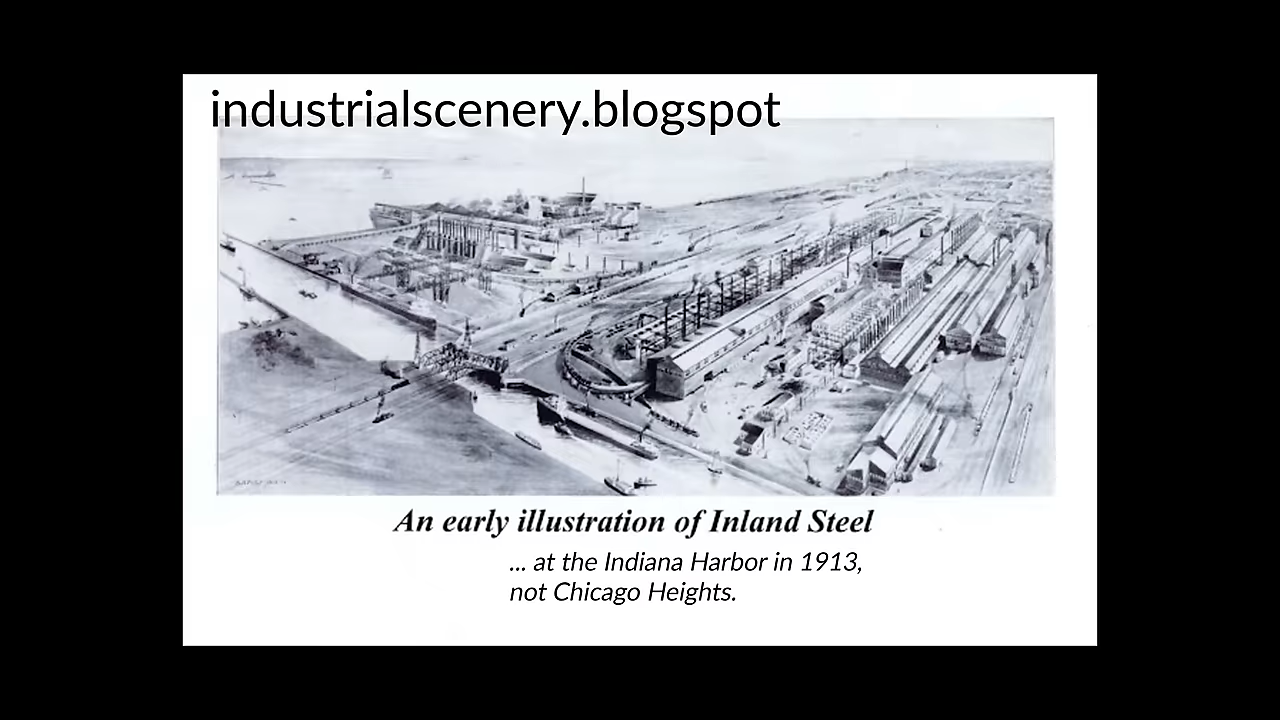 industrialscenery.blogspot
An early illustration of Inland Steel
... at the Indiana Harbor in 1913,
not Chicago Heights.